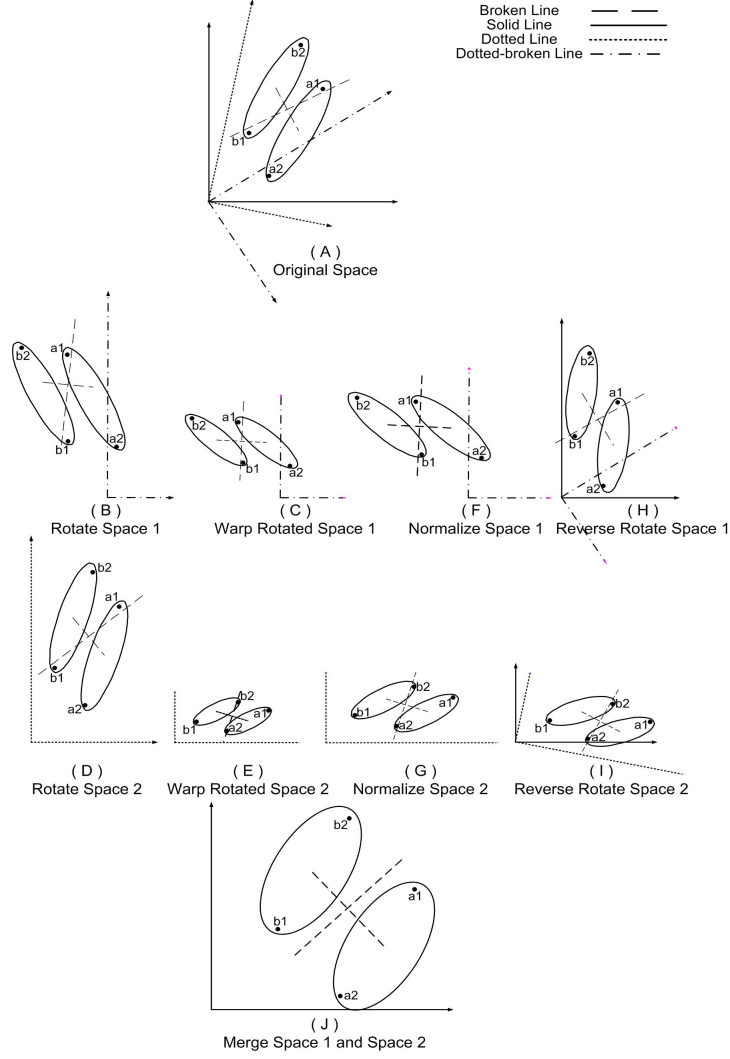 Broken Line
Solid Line
Dotted Line
Dotted-broken Line
b2
a1
b1
a2
( A )
Original Space
b2
a1
b1
a2
( B )
Rotate Space 1
b2
a1
b1
a2
( C )
Warp Rotated Space 1
b2
a1
b1
a2
( F )
Normalize Space 1
b2
a1
b1
a2
( H )
Reverse Rotate Space 1
b2
a1
b1
a2
( D )
Rotate Space 2
b2
a1
b1
a2
( E )
Warp Rotated Space 2
b2
a1
b1
a2
( G )
Normalize Space 2
b2
b1
a1
a2
( I )
Reverse Rotate Space 2
b2
a1
b1
a2
( J )
Merge Space 1 and Space 2